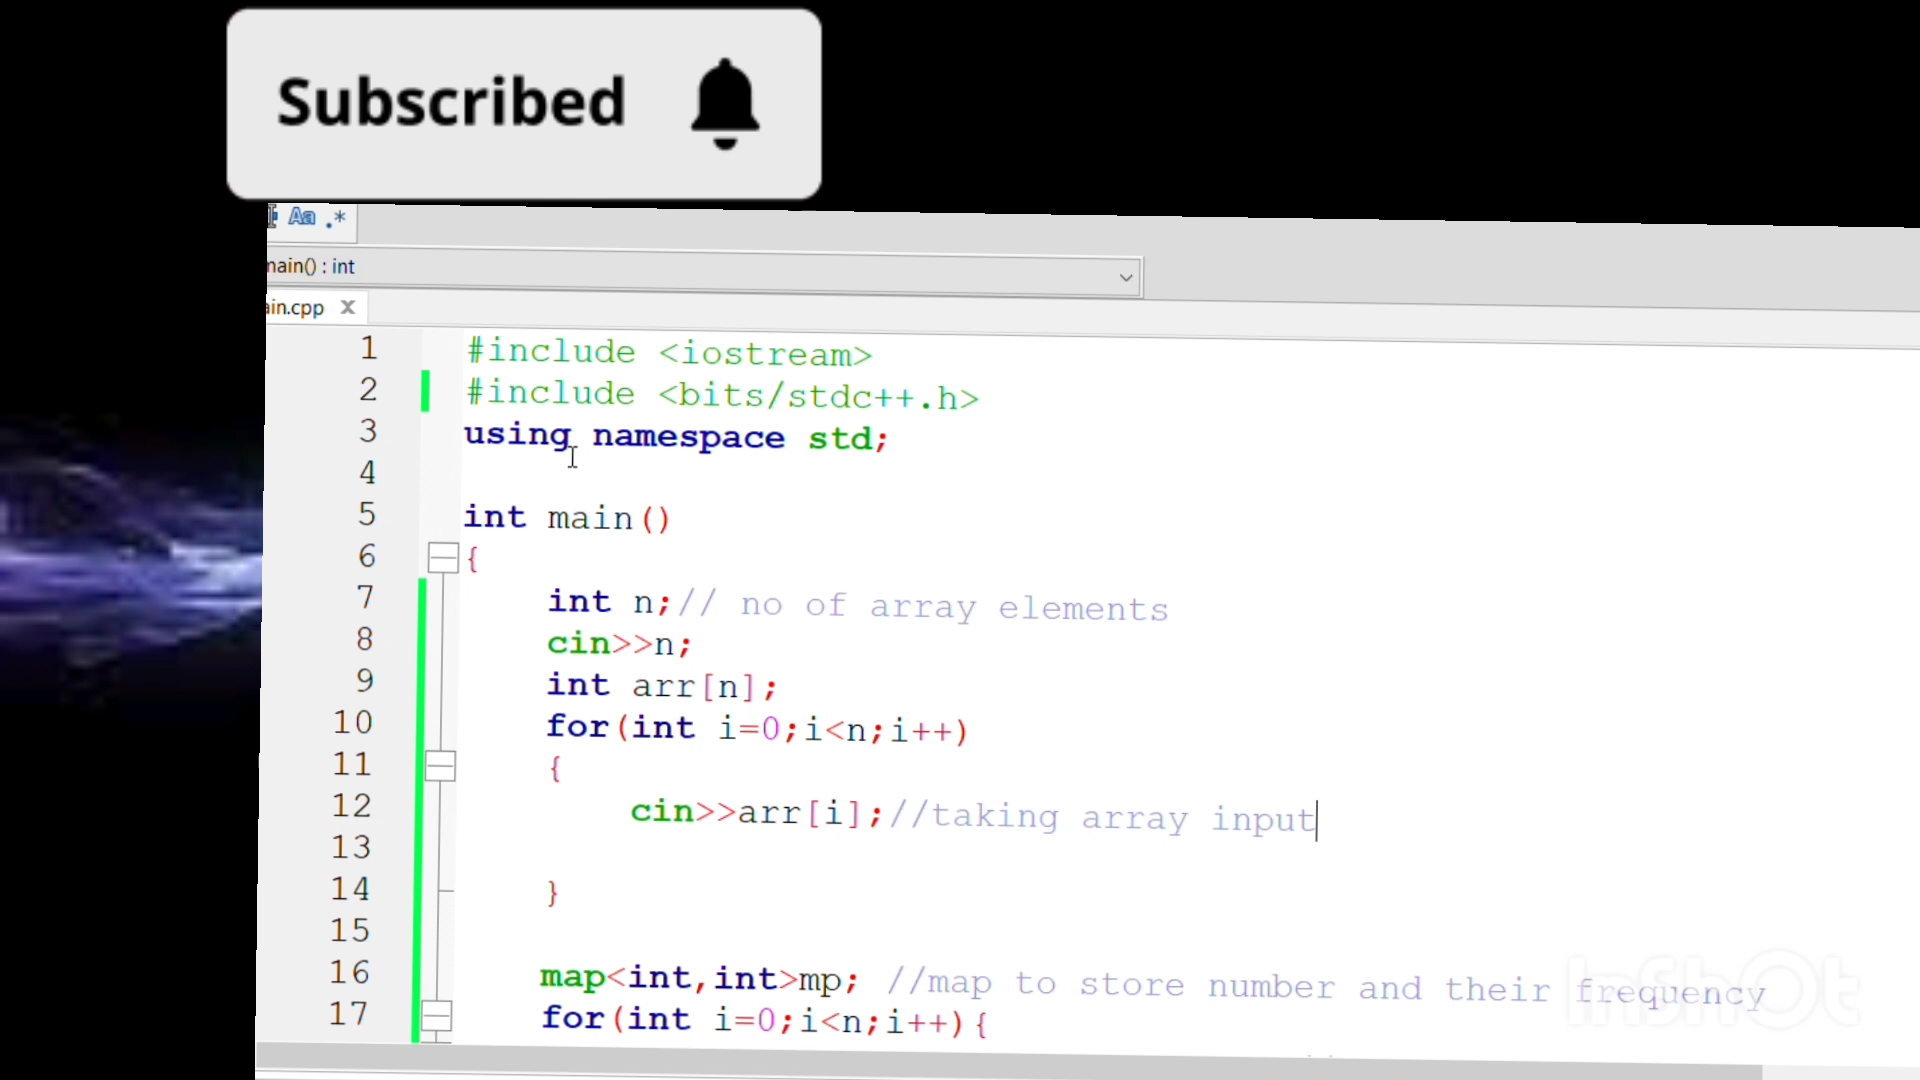 Subscribed
Aa .*
main() : int
ain.cpp X
1 #include <iostream>
2 #include <bits/stdc++.h>
3 using namespace std;
4
5 int main()
6 {
7 int n;// no of array elements
8 cin>>n;
9 int arr[n];
10 for(int i=0;i<n;i++)
11 {
12 cin>>arr[i];//taking array input
13
14 }
15
16 map<int,int>mp; //map to store number and their frequency
17 for(int i=0;i<n;i++){
InShOt